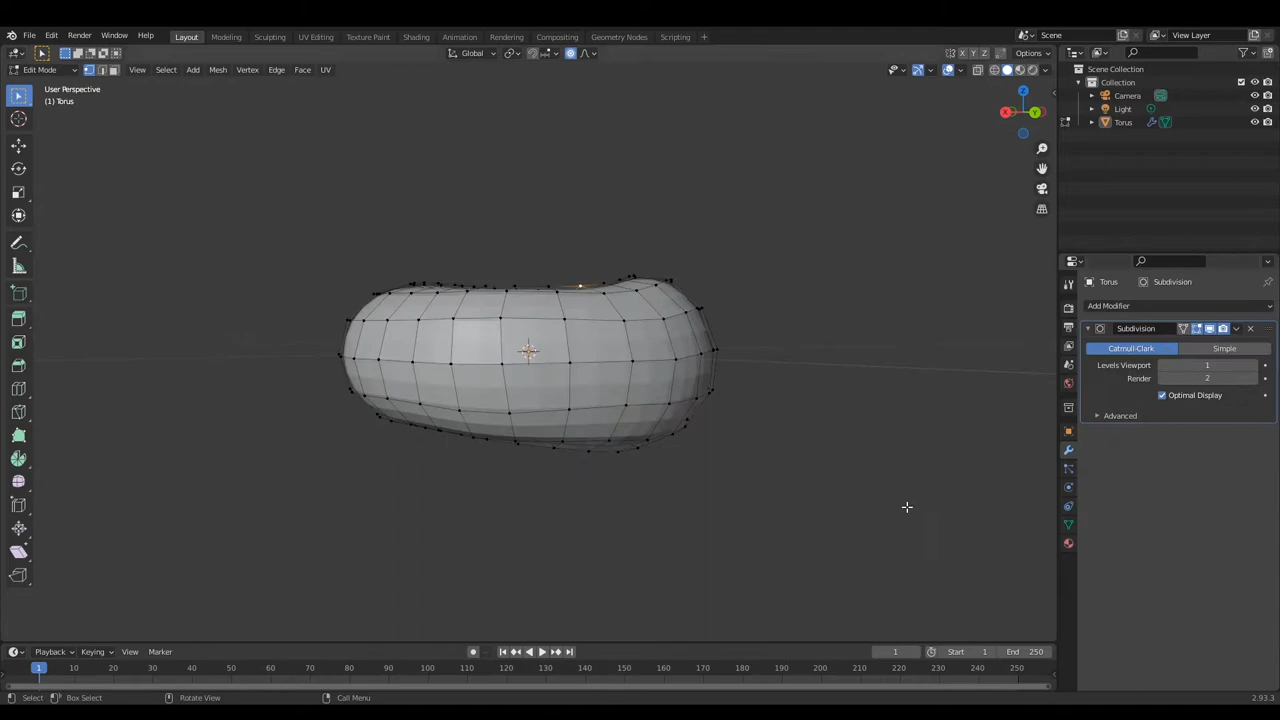 File Edit Render Window Help Layout Modeling Sculpting UV Editing Texture Paint Shading Animation Rendering Compositing Geometry Nodes Scripting + Scene View Layer
Global X Y Z Options
Edit Mode View Select Add Mesh Vertex Edge Face UV
User Perspective
(1) Torus
Z
X Y
Scene Collection
Collection
Camera
Light
Torus
Torus Subdivision
Add Modifier
Subdivision
Catmull-Clark Simple
Levels Viewport 1
Render 2
Optimal Display
Advanced
Playback Keying View Marker 1 Start 1 End 250
1 10 20 30 40 50 60 70 80 90 100 110 120 130 140 150 160 170 180 190 200 210 220 230 240 250
Select Box Select Rotate View Call Menu 2.93.3